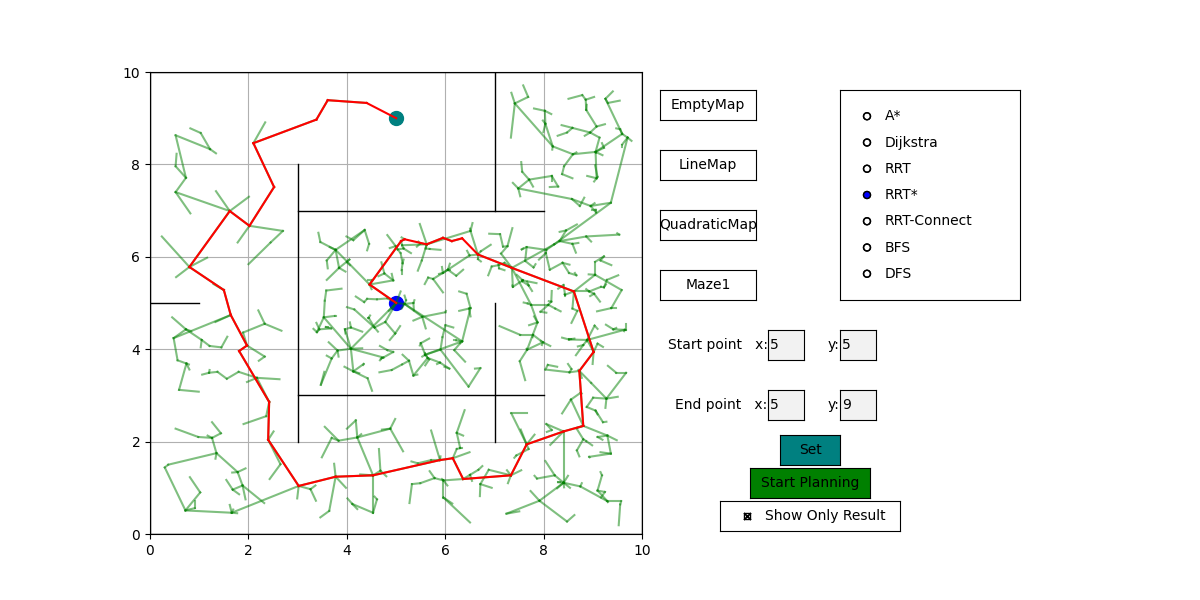 10
8
6
4
2
0
0 2 4 6 8 10
EmptyMap
LineMap
QuadraticMap
Maze1
A*
Dijkstra
RRT
RRT*
RRT-Connect
BFS
DFS
Start point x: 5 y: 5
End point x: 5 y: 9
Set
Start Planning
Show Only Result